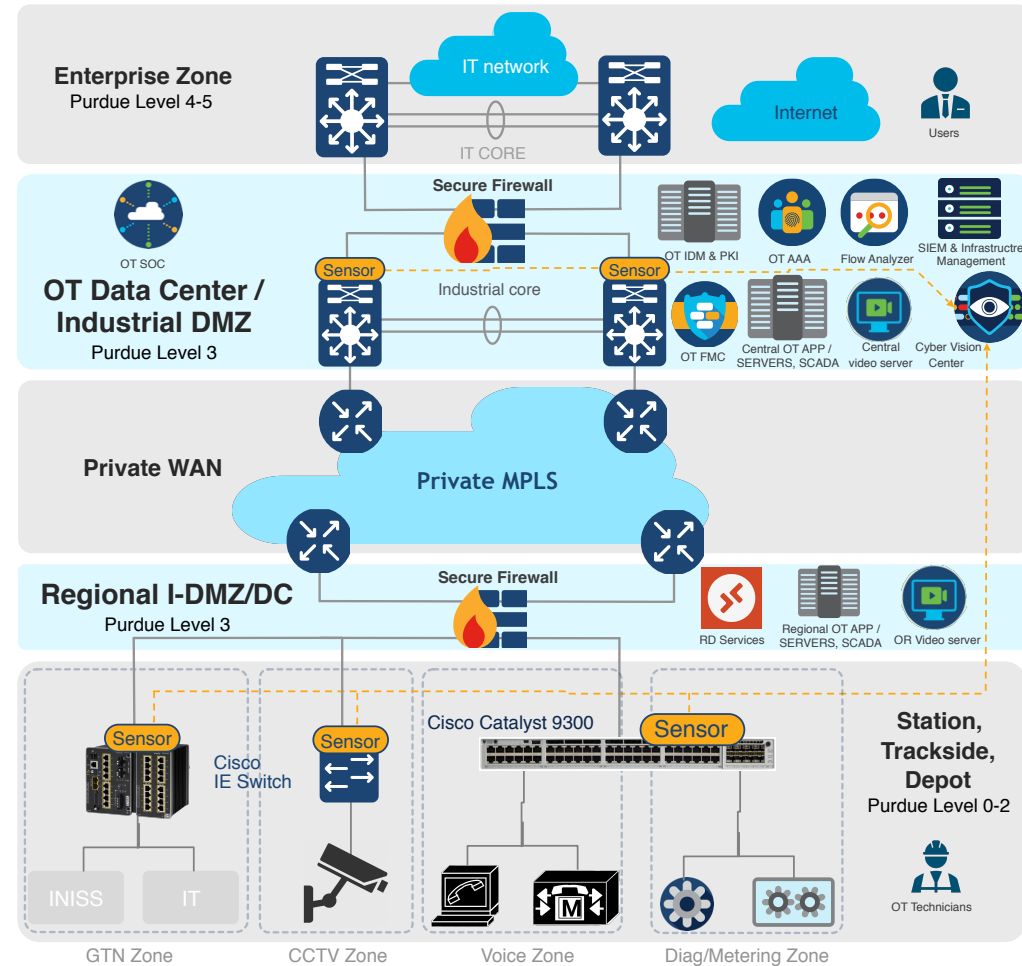 Enterprise Zone
Purdue Level 4-5
IT network
Internet
Users
IT CORE
OT SOC
OT Data Center /
Industrial DMZ
Purdue Level 3
Secure Firewall
Sensor
Sensor
Industrial core
OT IDM & PKI
OT AAA
Flow Analyzer
SIEM & Infrastructre
Management
OT FMC
Central OT APP /
SERVERS, SCADA
Central
video server
Cyber Vision
Center
Private WAN
Private MPLS
Regional I-DMZ/DC
Purdue Level 3
Secure Firewall
RD Services
Regional OT APP /
SERVERS, SCADA
OR Video server
Sensor
Cisco
IE Switch
Sensor
Cisco Catalyst 9300
Sensor
Station,
Trackside,
Depot
Purdue Level 0-2
INISS
IT
M
OT Technicians
GTN Zone
CCTV Zone
Voice Zone
Diag/Metering Zone